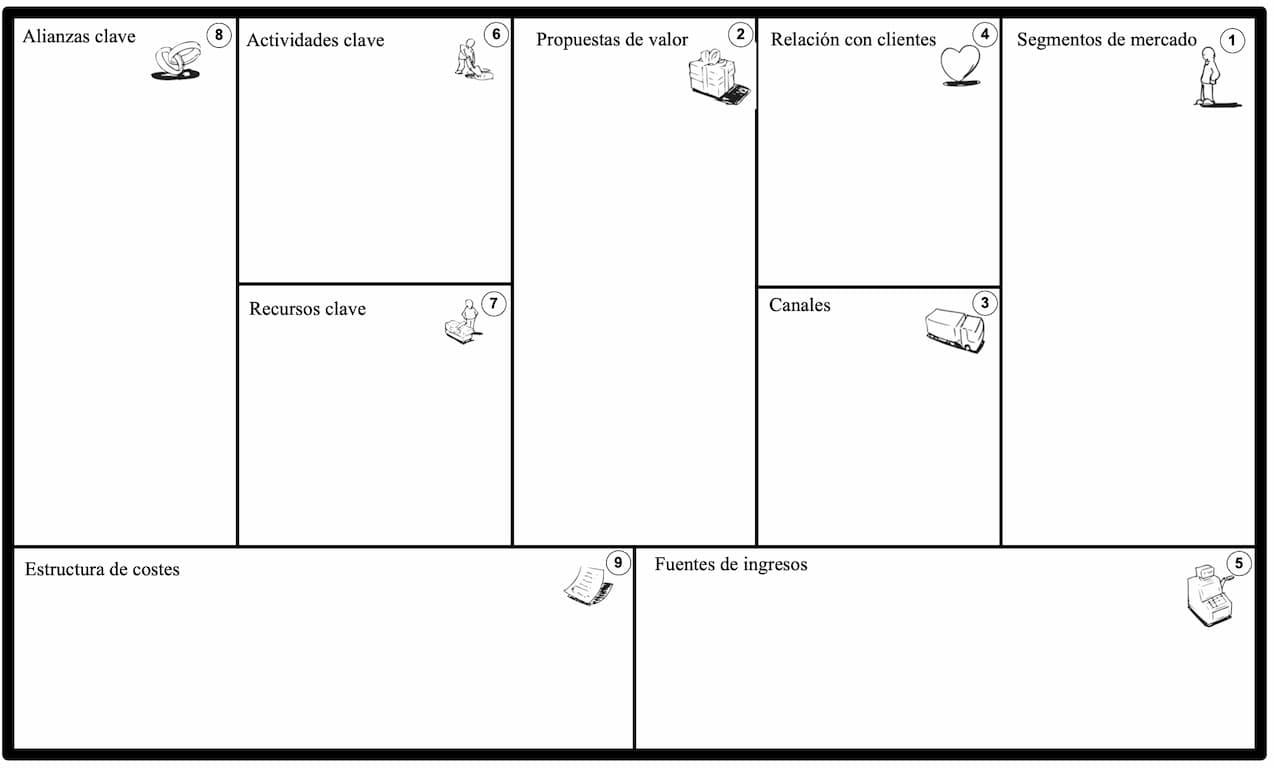 Alianzas clave
8
Actividades clave
6
Propuestas de valor
2
Relación con clientes
4
Segmentos de mercado
1
Recursos clave
7
Canales
3
Estructura de costes
9
Fuentes de ingresos
5